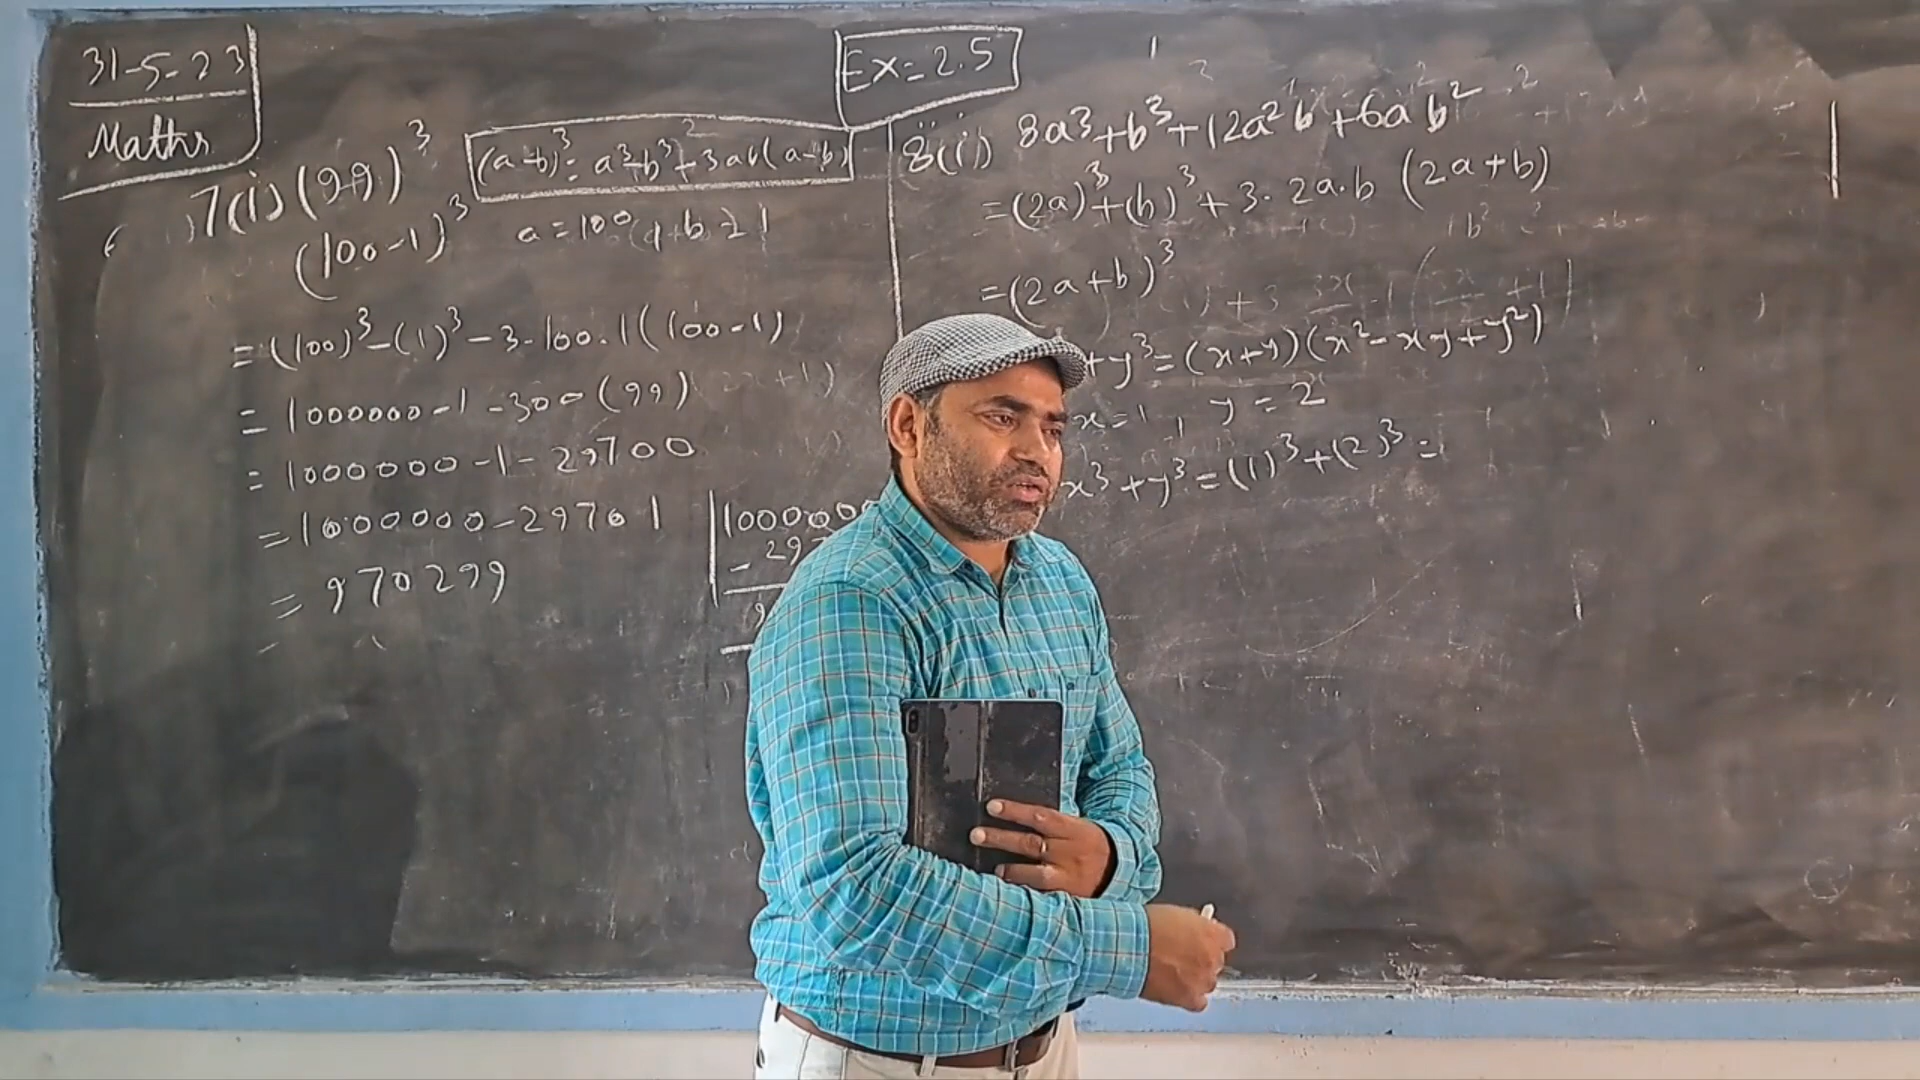 31-5-23
Maths
Ex=2.5
7(i) (99)³
(a-b)³= a³-b³-3ab(a-b)
(100-1)³ a=100, b=1
=(100)³-(1)³-3·100.1(100-1)
= 1000000-1-300(99)
= 1000000-1-29700
= 1000000-29701
= 970299
1000000
- 29
9
8(i) 8a³+b³+12a²b+6ab²
=(2a)³+(b)³+3·2a.b (2a+b)
=(2a+b)³
+y³=(x+y)(x²-xy+y²)
x=1, y=2
x³+y³=(1)³+(2)³=